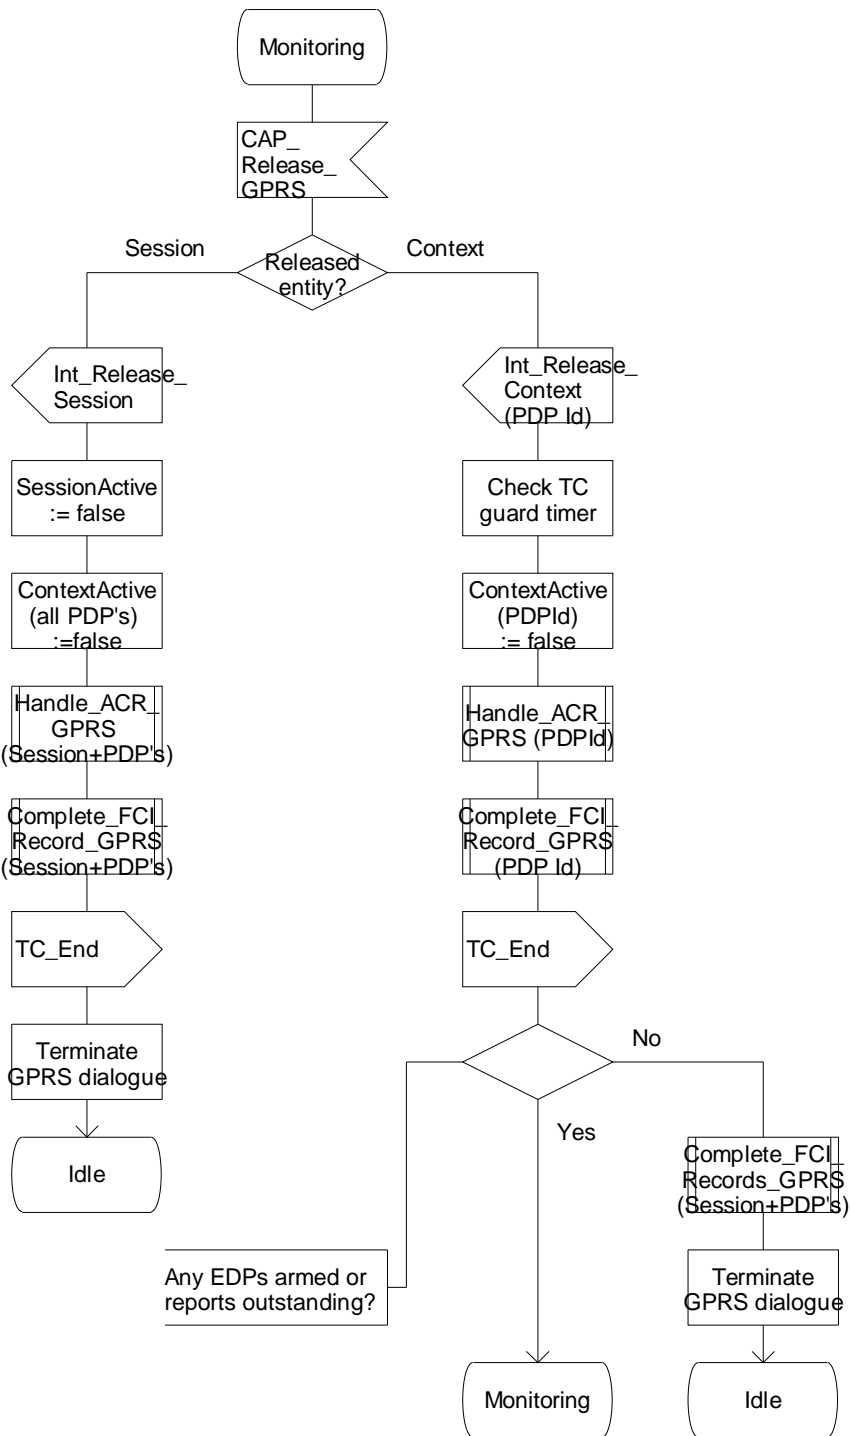 Monitoring
CAP_
Release_
GPRS
Session
Released
entity?
Context
Int_Release_
Session
Int_Release_
Context
(PDP Id)
SessionActive
:= false
Check TC
guard timer
ContextActive
(all PDP's)
:=false
ContextActive
(PDPId)
:= false
Handle_ACR_
GPRS
(Session+PDP's)
Handle_ACR_
GPRS (PDPId)
Complete_FCI_
Record_GPRS
(Session+PDP's)
Complete_FCI_
Record_GPRS
(PDP Id)
TC_End
TC_End
Terminate
GPRS dialogue
No
Yes
Idle
Complete_FCI_
Records_GPRS
(Session+PDP's)
Any EDPs armed or
reports outstanding?
Terminate
GPRS dialogue
Monitoring
Idle